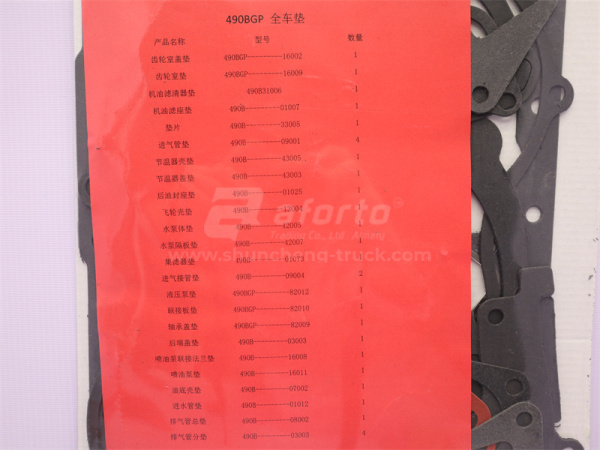 490BGP 全车垫
产品名称 型号 数量
齿轮室盖垫 490BGP----------16002 1
齿轮室垫 490BGP----------16009 1
机油滤清器垫 490B31006 1
机油滤座垫 490B----------01007 1
垫片 490B----------33005 1
进气管垫 490B----------09001 4
节温器壳垫 490B----------43005 1
节温器盖垫 490B----------43003 1
后油封座垫 490B----------01025 1
飞轮壳垫 490B----------42004 1
水泵体垫 490B----------42005 1
水泵隔板垫 490B----------42007 1
集滤器垫 1
进气接管垫 490B----------09004 2
液压泵垫 490BGP---------82012 1
联接板垫 490BGP---------82010 1
轴承盖垫 490BGP---------82009 1
后端盖垫 490B----------03003 1
喷油泵联接法兰垫 490B----------16008 1
喷油泵垫 490B----------16011 1
油底壳垫 490B----------07002 1
进水管垫 490B----------01012 1
排气管总垫 490B----------08002 1
排气管分垫 490B----------03003 4
aforto
Trading Co., Ltd.
www.shuncheng-truck.com